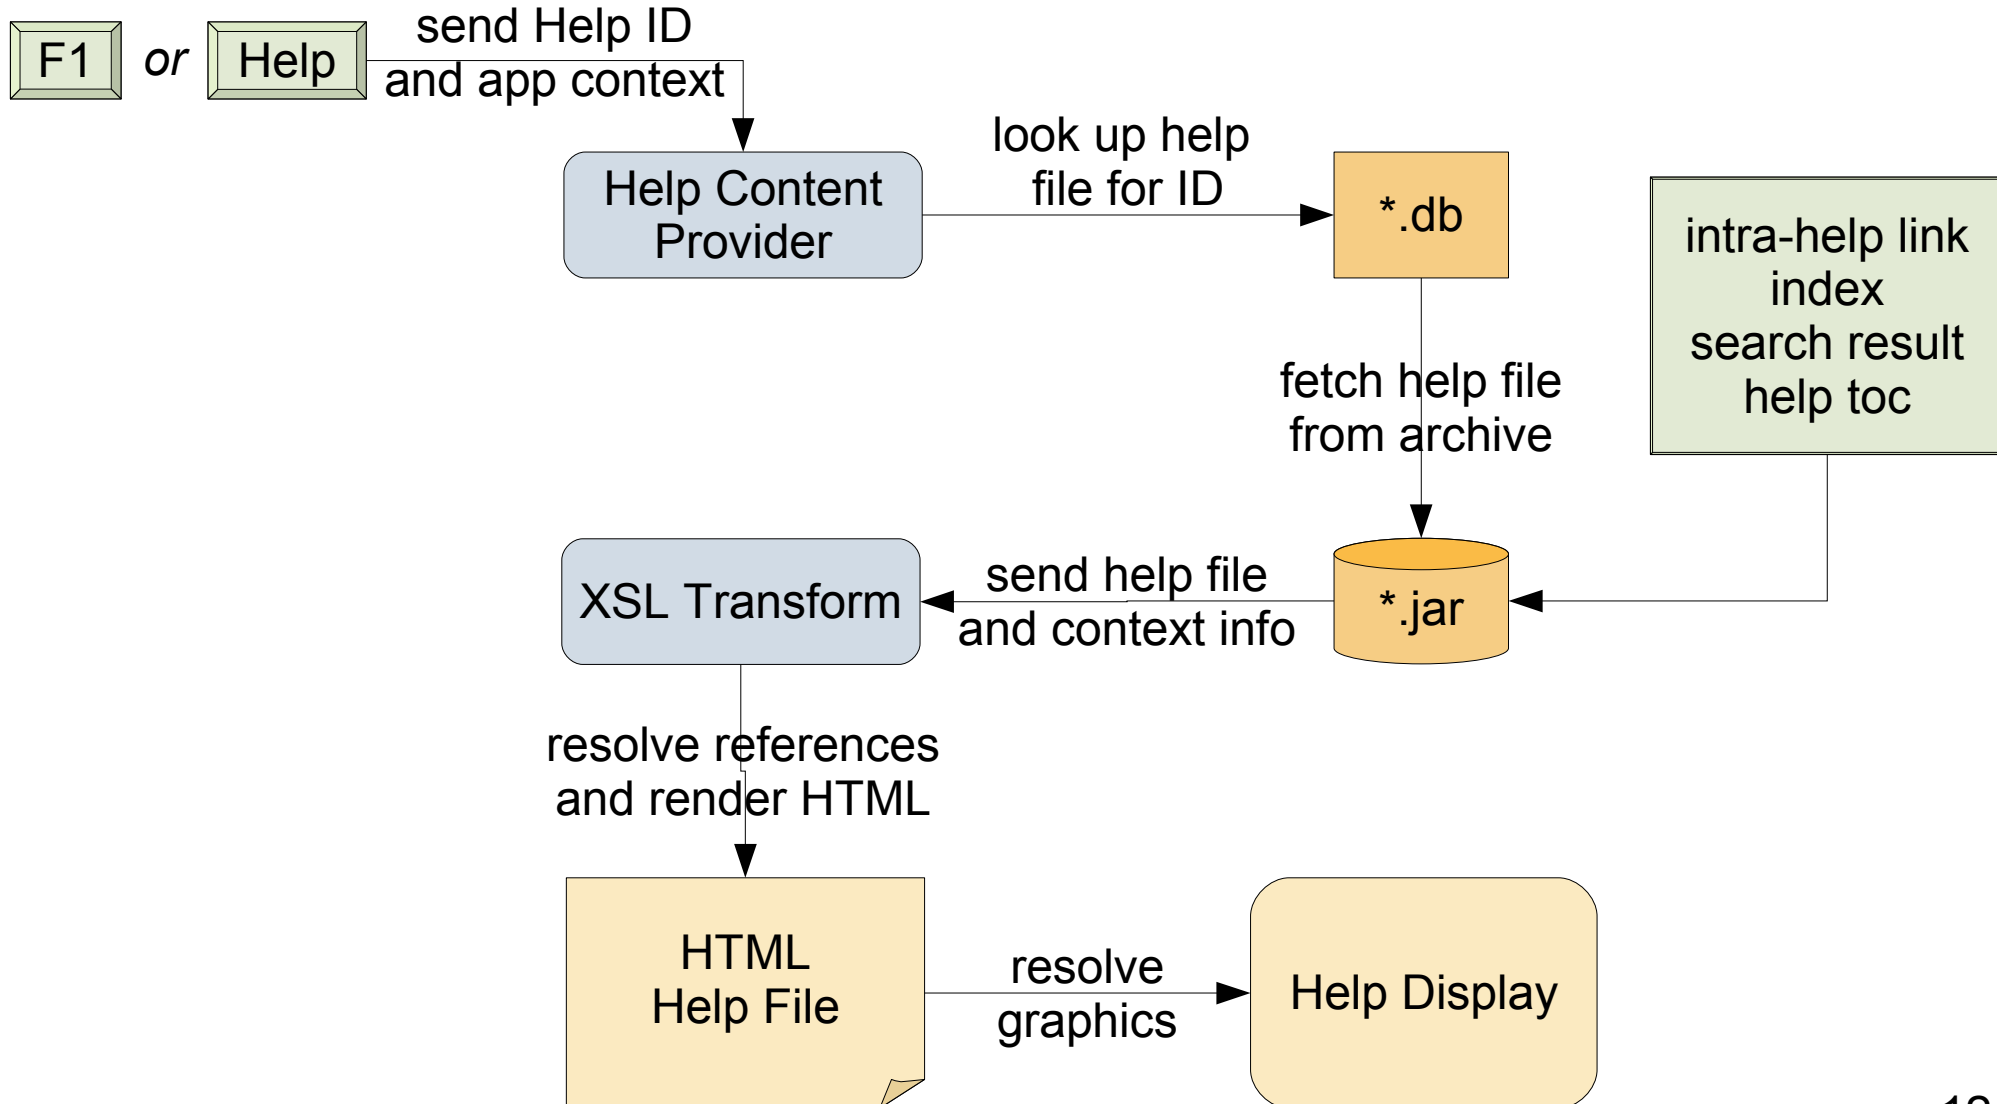 F1 or Help
send Help ID
and app context
Help Content
Provider
look up help
file for ID
*.db
intra-help link
index
search result
help toc
fetch help file
from archive
XSL Transform
send help file
and context info
*.jar
resolve references
and render HTML
HTML
Help File
resolve
graphics
Help Display